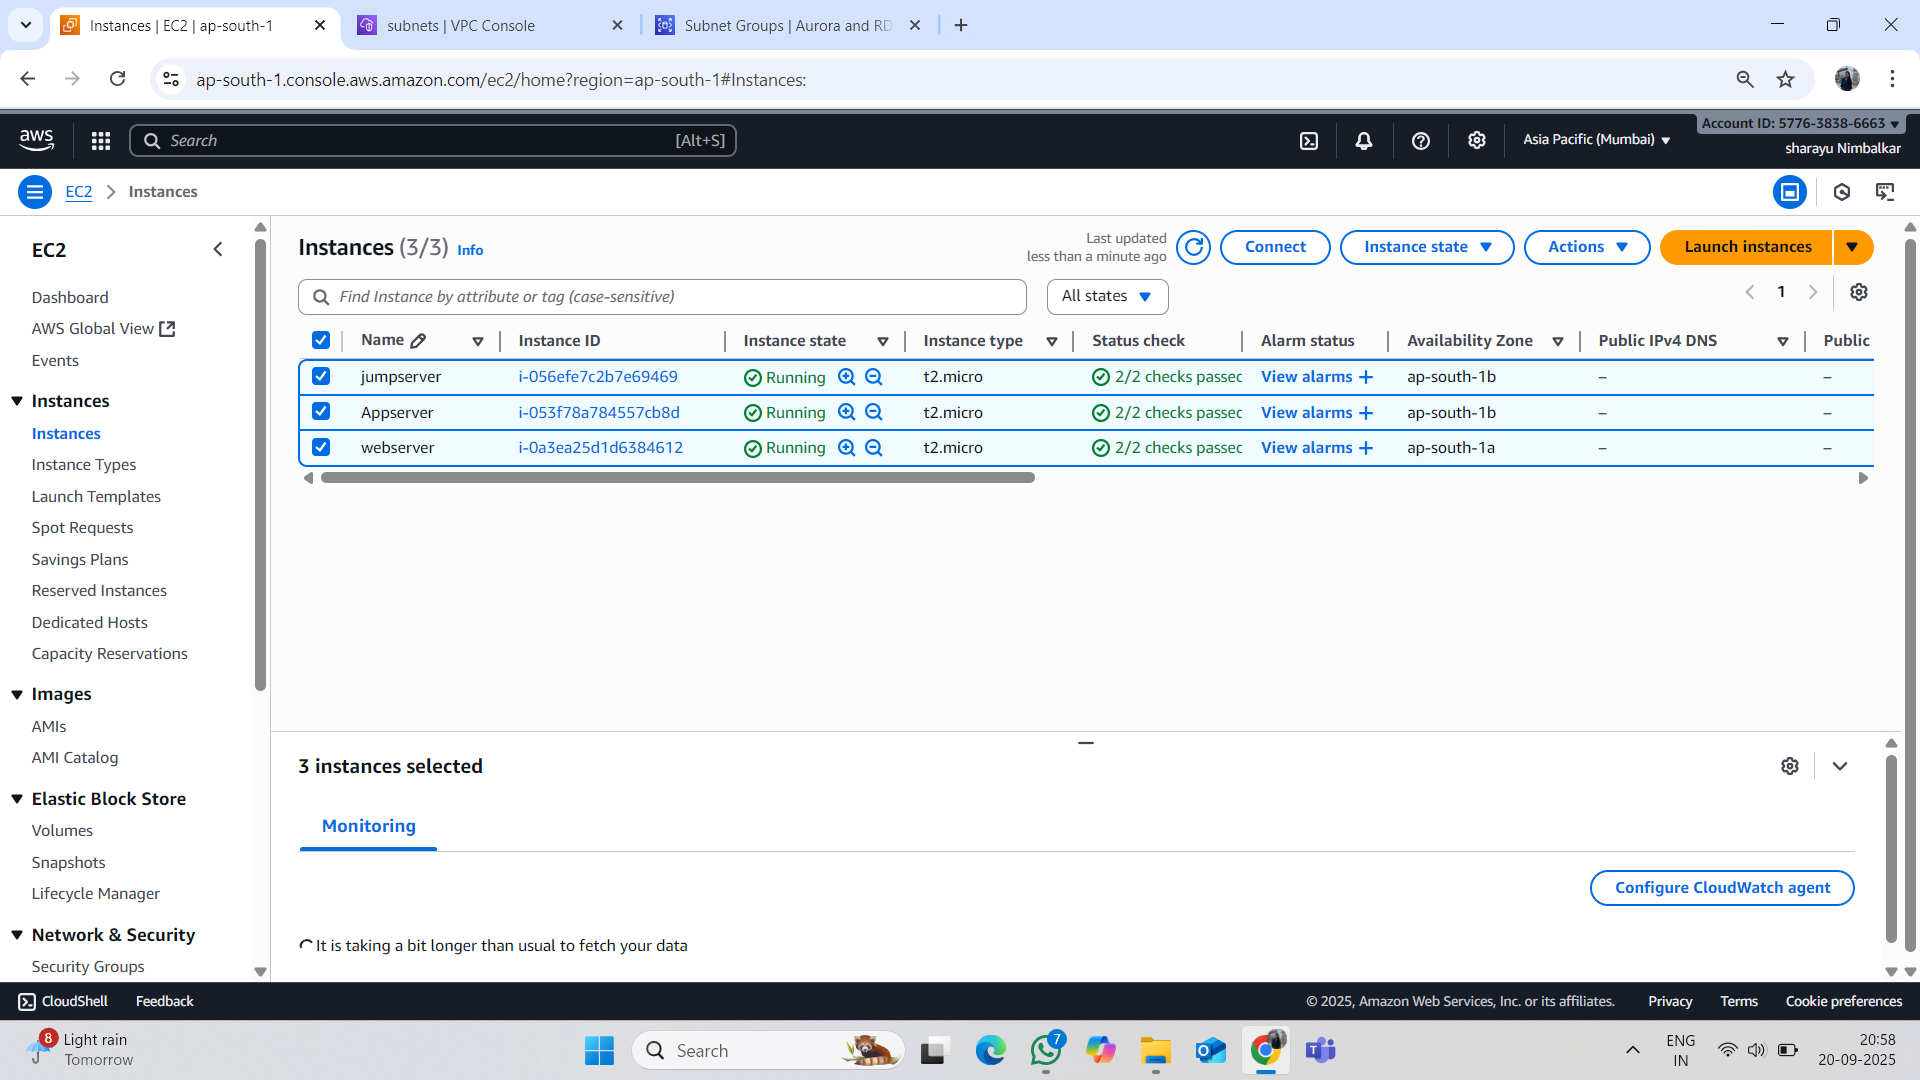 Instances | EC2 | ap-south-1
subnets | VPC Console
Subnet Groups | Aurora and RD
ap-south-1.console.aws.amazon.com/ec2/home?region=ap-south-1#Instances:
aws
Search
[Alt+S]
Asia Pacific (Mumbai)
Account ID: 5776-3838-6663
sharayu Nimbalkar
EC2
Instances
EC2
Dashboard
AWS Global View
Events
Instances
Instances
Instance Types
Launch Templates
Spot Requests
Savings Plans
Reserved Instances
Dedicated Hosts
Capacity Reservations
Images
AMIs
AMI Catalog
Elastic Block Store
Volumes
Snapshots
Lifecycle Manager
Network & Security
Security Groups
Instances (3/3) Info
Last updated
less than a minute ago
Connect
Instance state
Actions
Launch instances
Find Instance by attribute or tag (case-sensitive)
All states
1
Name Instance ID Instance state Instance type Status check Alarm status Availability Zone Public IPv4 DNS Public
jumpserver i-056efe7c2b7e69469 Running t2.micro 2/2 checks passec View alarms + ap-south-1b – –
Appserver i-053f78a784557cb8d Running t2.micro 2/2 checks passec View alarms + ap-south-1b – –
webserver i-0a3ea25d1d6384612 Running t2.micro 2/2 checks passec View alarms + ap-south-1a – –
3 instances selected
Monitoring
Configure CloudWatch agent
It is taking a bit longer than usual to fetch your data
CloudShell
Feedback
© 2025, Amazon Web Services, Inc. or its affiliates.
Privacy
Terms
Cookie preferences
8
Light rain
Tomorrow
Search
7
ENG
IN
20:58
20-09-2025